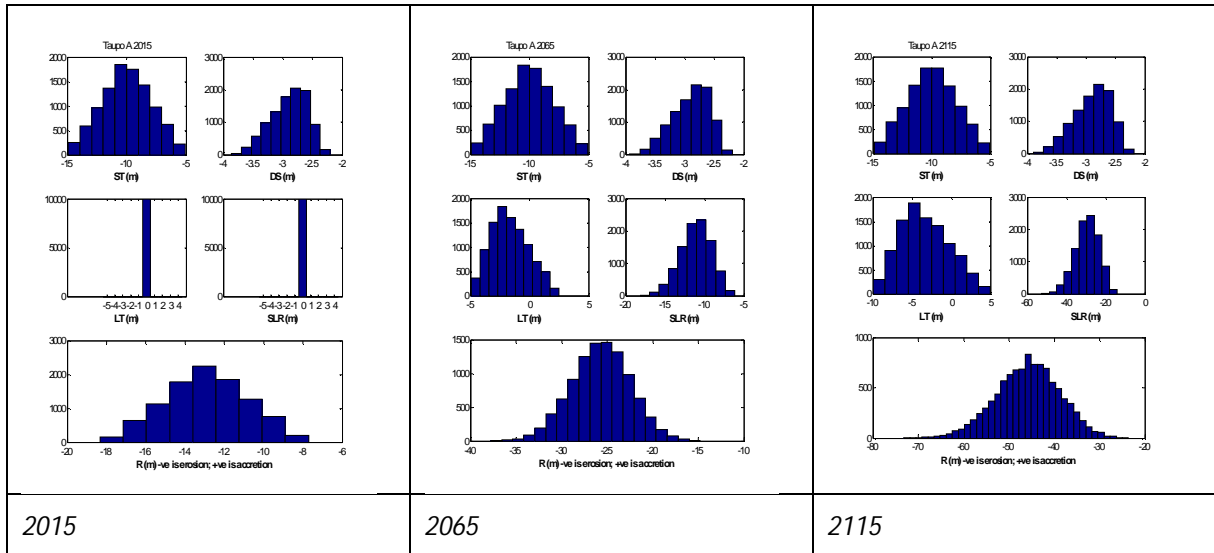 Taupo A 2015
2000
1500
1000
500
0
-15 -10 -5
ST (m)
3000
2000
1000
0
-4 -3.5 -3 -2.5 -2
DS (m)
10000
5000
0
-5-4-3-2-1 0 1 2 3 4
LT (m)
10000
5000
0
-5-4-3-2-1 0 1 2 3 4
SLR (m)
3000
2000
1000
0
-20 -18 -16 -14 -12 -10 -8 -6
R (m) -ve is erosion; +ve is accretion
2015
Taupo A 2065
2000
1500
1000
500
0
-15 -10 -5
ST (m)
3000
2000
1000
0
-4 -3.5 -3 -2.5 -2
DS (m)
2000
1500
1000
500
0
-5 0 5
LT (m)
3000
2000
1000
0
-20 -15 -10 -5
SLR (m)
1500
1000
500
0
-40 -35 -30 -25 -20 -15 -10
R (m) -ve is erosion; +ve is accretion
2065
Taupo A 2115
2000
1500
1000
500
0
-15 -10 -5
ST (m)
3000
2000
1000
0
-4 -3.5 -3 -2.5 -2
DS (m)
2000
1500
1000
500
0
-10 -5 0 5
LT (m)
3000
2000
1000
0
-60 -40 -20 0
SLR (m)
1000
500
0
-80 -70 -60 -50 -40 -30 -20
R (m) -ve is erosion; +ve is accretion
2115